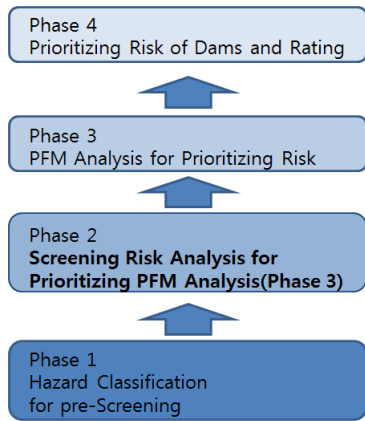 Phase 4
Prioritizing Risk of Dams and Rating
Phase 3
PFM Analysis for Prioritizing Risk
Phase 2
Screening Risk Analysis for
Prioritizing PFM Analysis(Phase 3)
Phase 1
Hazard Classification
for pre-Screening